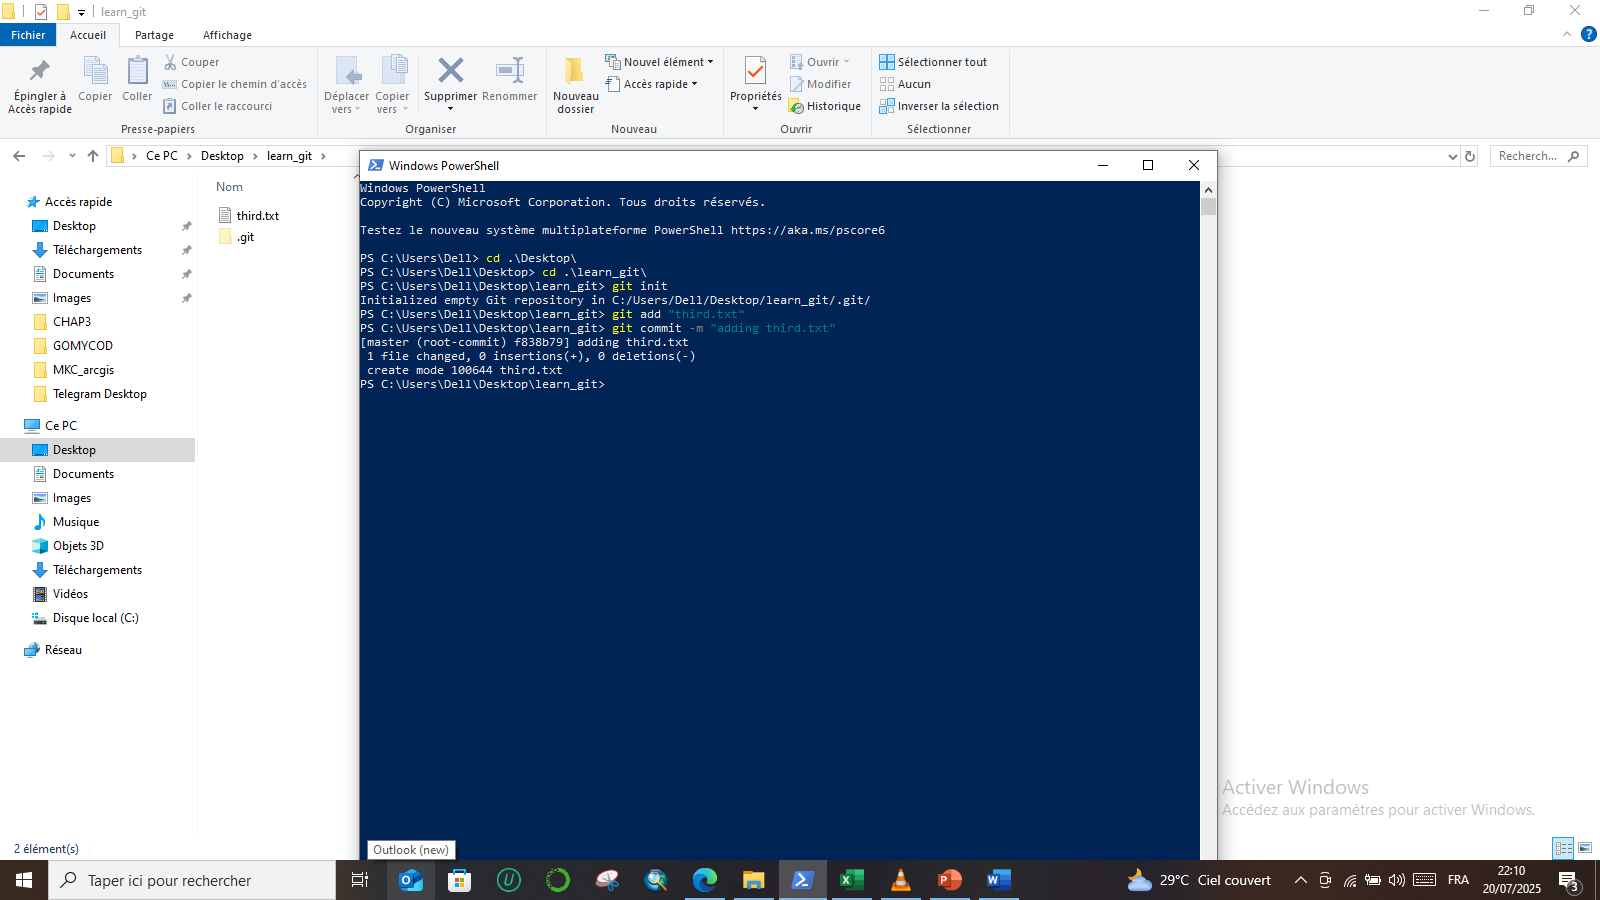 learn_git
Fichier
Accueil
Partage
Affichage
Épingler à
Accès rapide
Copier
Coller
Couper
Copier le chemin d'accès
Coller le raccourci
Presse-papiers
Déplacer
vers
Copier
vers
Supprimer
Renommer
Organiser
Nouveau
dossier
Nouvel élément
Accès rapide
Nouveau
Propriétés
Ouvrir
Modifier
Historique
Ouvrir
Sélectionner tout
Aucun
Inverser la sélection
Sélectionner
Ce PC
Desktop
learn_git
Recherch...
Nom
third.txt
.git
Accès rapide
Desktop
Téléchargements
Documents
Images
CHAP3
GOMYCOD
MKC_arcgis
Telegram Desktop
Ce PC
Desktop
Documents
Images
Musique
Objets 3D
Téléchargements
Vidéos
Disque local (C:)
Réseau
2 élément(s)
Windows PowerShell
Windows PowerShell
Copyright (C) Microsoft Corporation. Tous droits réservés.
Testez le nouveau système multiplateforme PowerShell https://aka.ms/pscore6
PS C:\Users\Dell> cd .\Desktop\
PS C:\Users\Dell\Desktop> cd .\learn_git\
PS C:\Users\Dell\Desktop\learn_git> git init
Initialized empty Git repository in C:/Users/Dell/Desktop/learn_git/.git/
PS C:\Users\Dell\Desktop\learn_git> git add "third.txt"
PS C:\Users\Dell\Desktop\learn_git> git commit -m "adding third.txt"
[master (root-commit) f838b79] adding third.txt
1 file changed, 0 insertions(+), 0 deletions(-)
create mode 100644 third.txt
PS C:\Users\Dell\Desktop\learn_git>
Activer Windows
Accédez aux paramètres pour activer Windows.
Outlook (new)
Taper ici pour rechercher
29°C Ciel couvert
FRA
22:10
20/07/2025
3